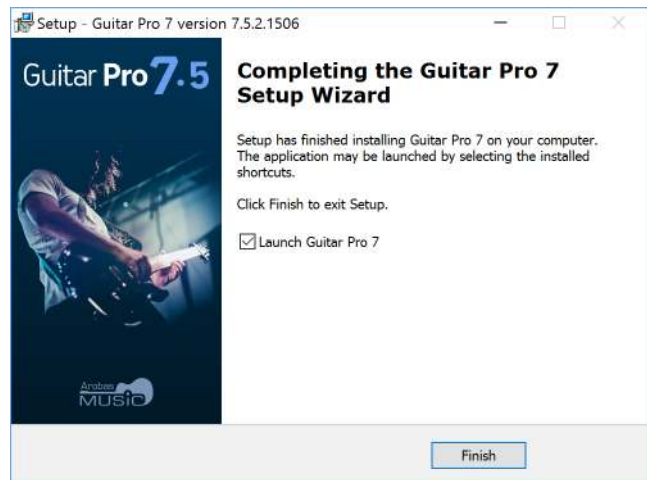 Setup - Guitar Pro 7 version 7.5.2.1506
Guitar Pro 7.5
Completing the Guitar Pro 7
Setup Wizard
Setup has finished installing Guitar Pro 7 on your computer.
The application may be launched by selecting the installed
shortcuts.
Click Finish to exit Setup.
Launch Guitar Pro 7
Arobas
MUSIC
Finish